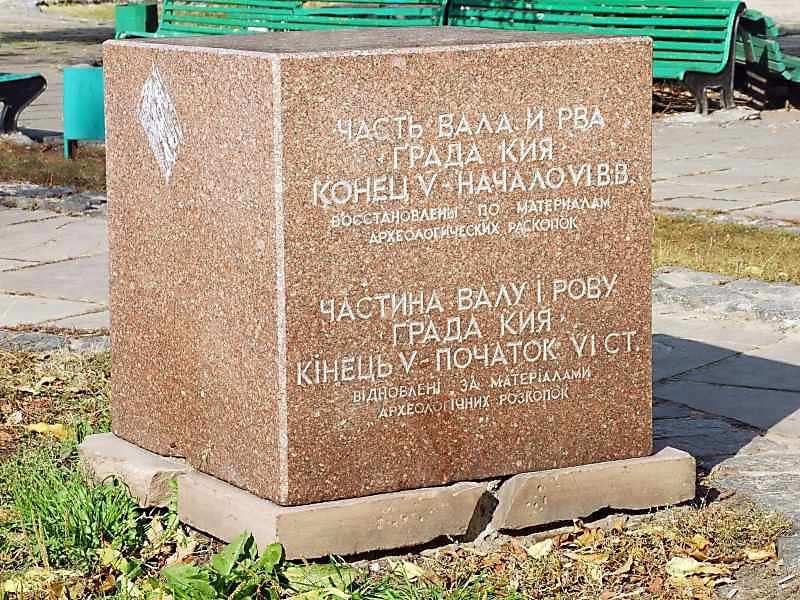 ЧАСТЬ ВАЛА И РВА
ГРАДА КИЯ
КОНЕЦ V - НАЧАЛО VI В.В.
ВОССТАНОВЛЕНЫ ПО МАТЕРИАЛАМ
АРХЕОЛОГИЧЕСКИХ РАСКОПОК
ЧАСТИНА ВАЛУ І РОВУ
ГРАДА КИЯ
КІНЕЦЬ V - ПОЧАТОК VI СТ.
ВІДНОВЛЕНІ ЗА МАТЕРІАЛАМИ
АРХЕОЛОГІЧНИХ РОЗКОПОК